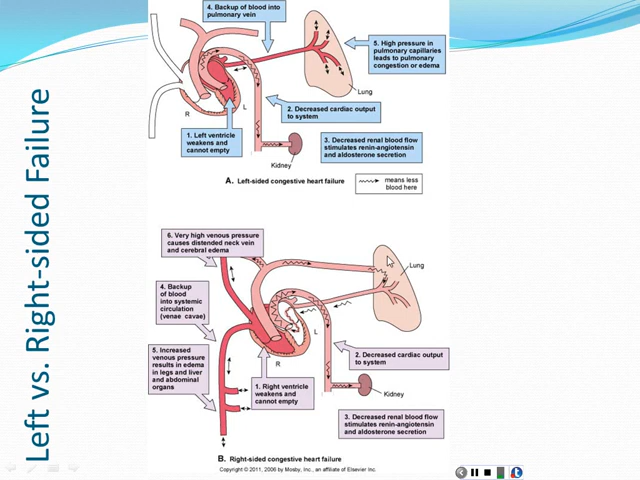 Left vs. Right-sided Failure
4. Backup of blood into
pulmonary vein
5. High pressure in
pulmonary capillaries
leads to pulmonary
congestion or edema
Lung
R
L
2. Decreased cardiac output
to system
1. Left ventricle
weakens and
cannot empty
3. Decreased renal blood flow
stimulates renin-angiotensin
and aldosterone secretion
Kidney
A. Left-sided congestive heart failure
means less
blood here
6. Very high venous pressure
causes distended neck vein
and cerebral edema
Lung
4. Backup
of blood
into systemic
circulation
(venae cavae)
L
5. Increased
venous pressure
results in edema
in legs and liver
and abdominal
organs
2. Decreased cardiac output
to system
R
1. Right ventricle
weakens and
cannot empty
Kidney
3. Decreased renal blood flow
stimulates renin-angiotensin
and aldosterone secretion
B. Right-sided congestive heart failure
Copyright © 2011, 2006 by Mosby, Inc., an affiliate of Elsevier Inc.